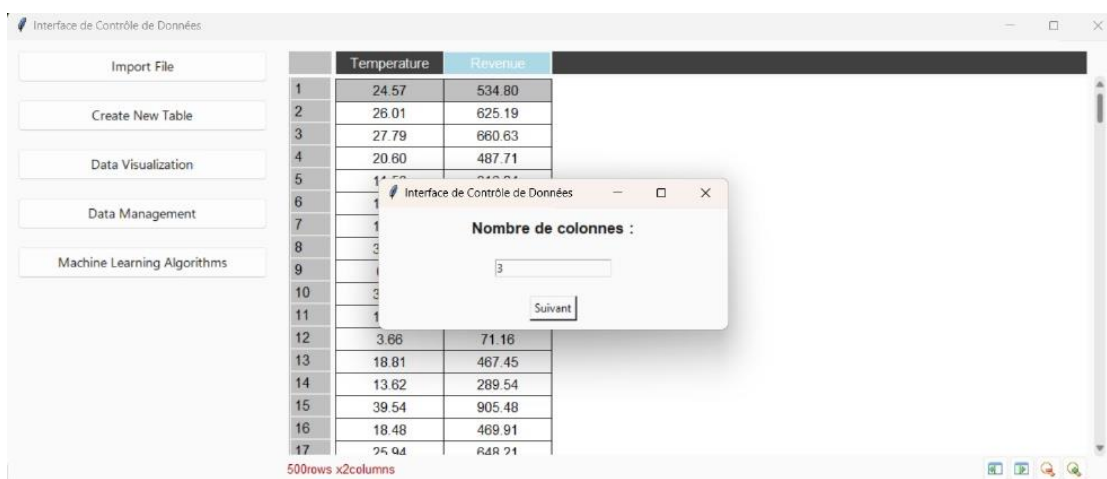 Interface de Contrôle de Données
Import File
Create New Table
Data Visualization
Data Management
Machine Learning Algorithms
Temperature Revenue
1 24.57 534.80
2 26.01 625.19
3 27.79 660.63
4 20.60 487.71
5
6
7
8
9
10
11
12 3.66 71.16
13 18.81 467.45
14 13.62 289.54
15 39.54 905.48
16 18.48 469.91
17 25.94 648.21
500rows x2columns
Interface de Contrôle de Données
Nombre de colonnes :
3
Suivant